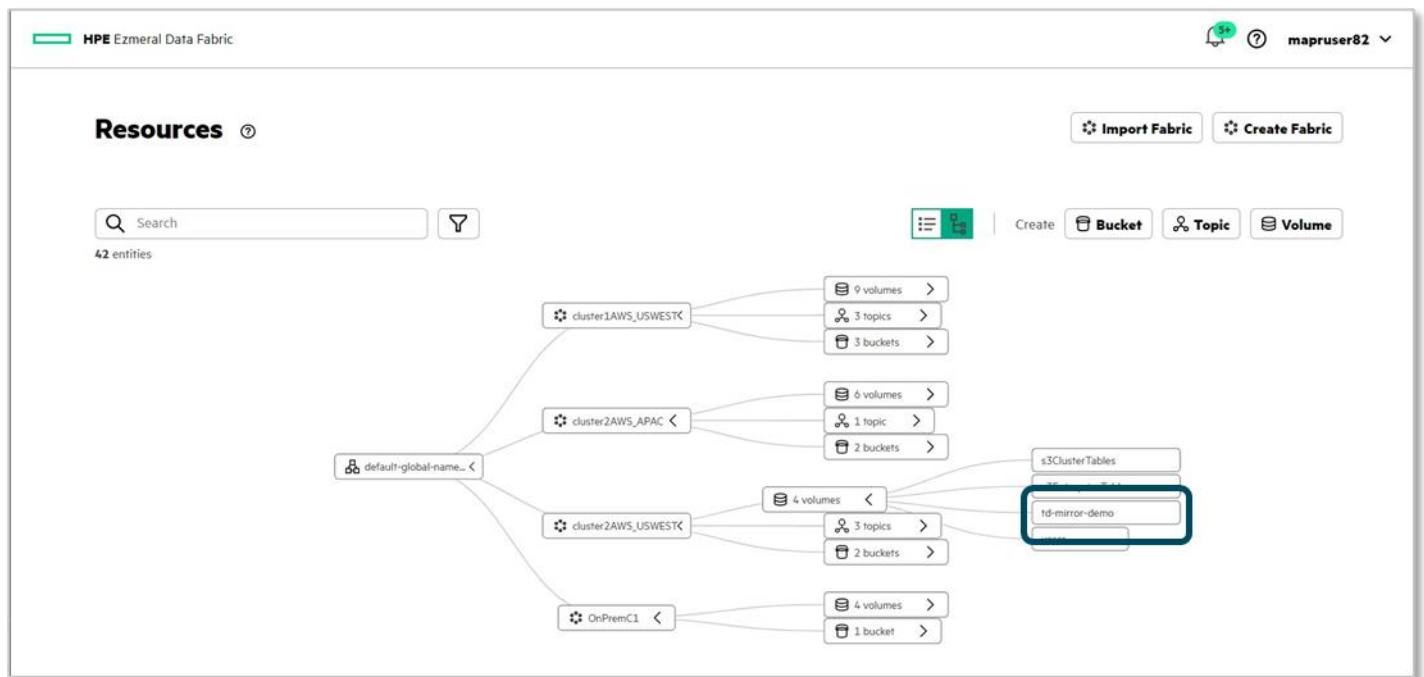 HPE Ezmeral Data Fabric
5+
mapruser82
Resources
Import Fabric
Create Fabric
Search
Create
Bucket
Topic
Volume
42 entities
9 volumes
cluster1AWS_USWEST
3 topics
3 buckets
6 volumes
cluster2AWS_APAC
1 topic
2 buckets
default-global-name...
s3ClusterTables
4 volumes
td-mirror-demo
cluster2AWS_USWEST
3 topics
2 buckets
4 volumes
OnPremC1
1 bucket